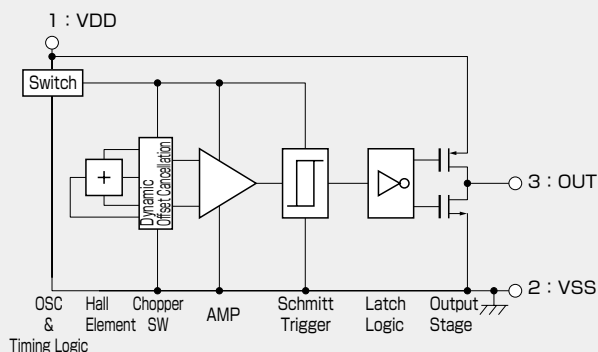 1 : VDD
Switch
+
Dynamic
Offset Cancellation
3 : OUT
2 : VSS
OSC
&
Timing Logic
Hall
Element
Chopper
SW
AMP
Schmitt
Trigger
Latch
Logic
Output
Stage